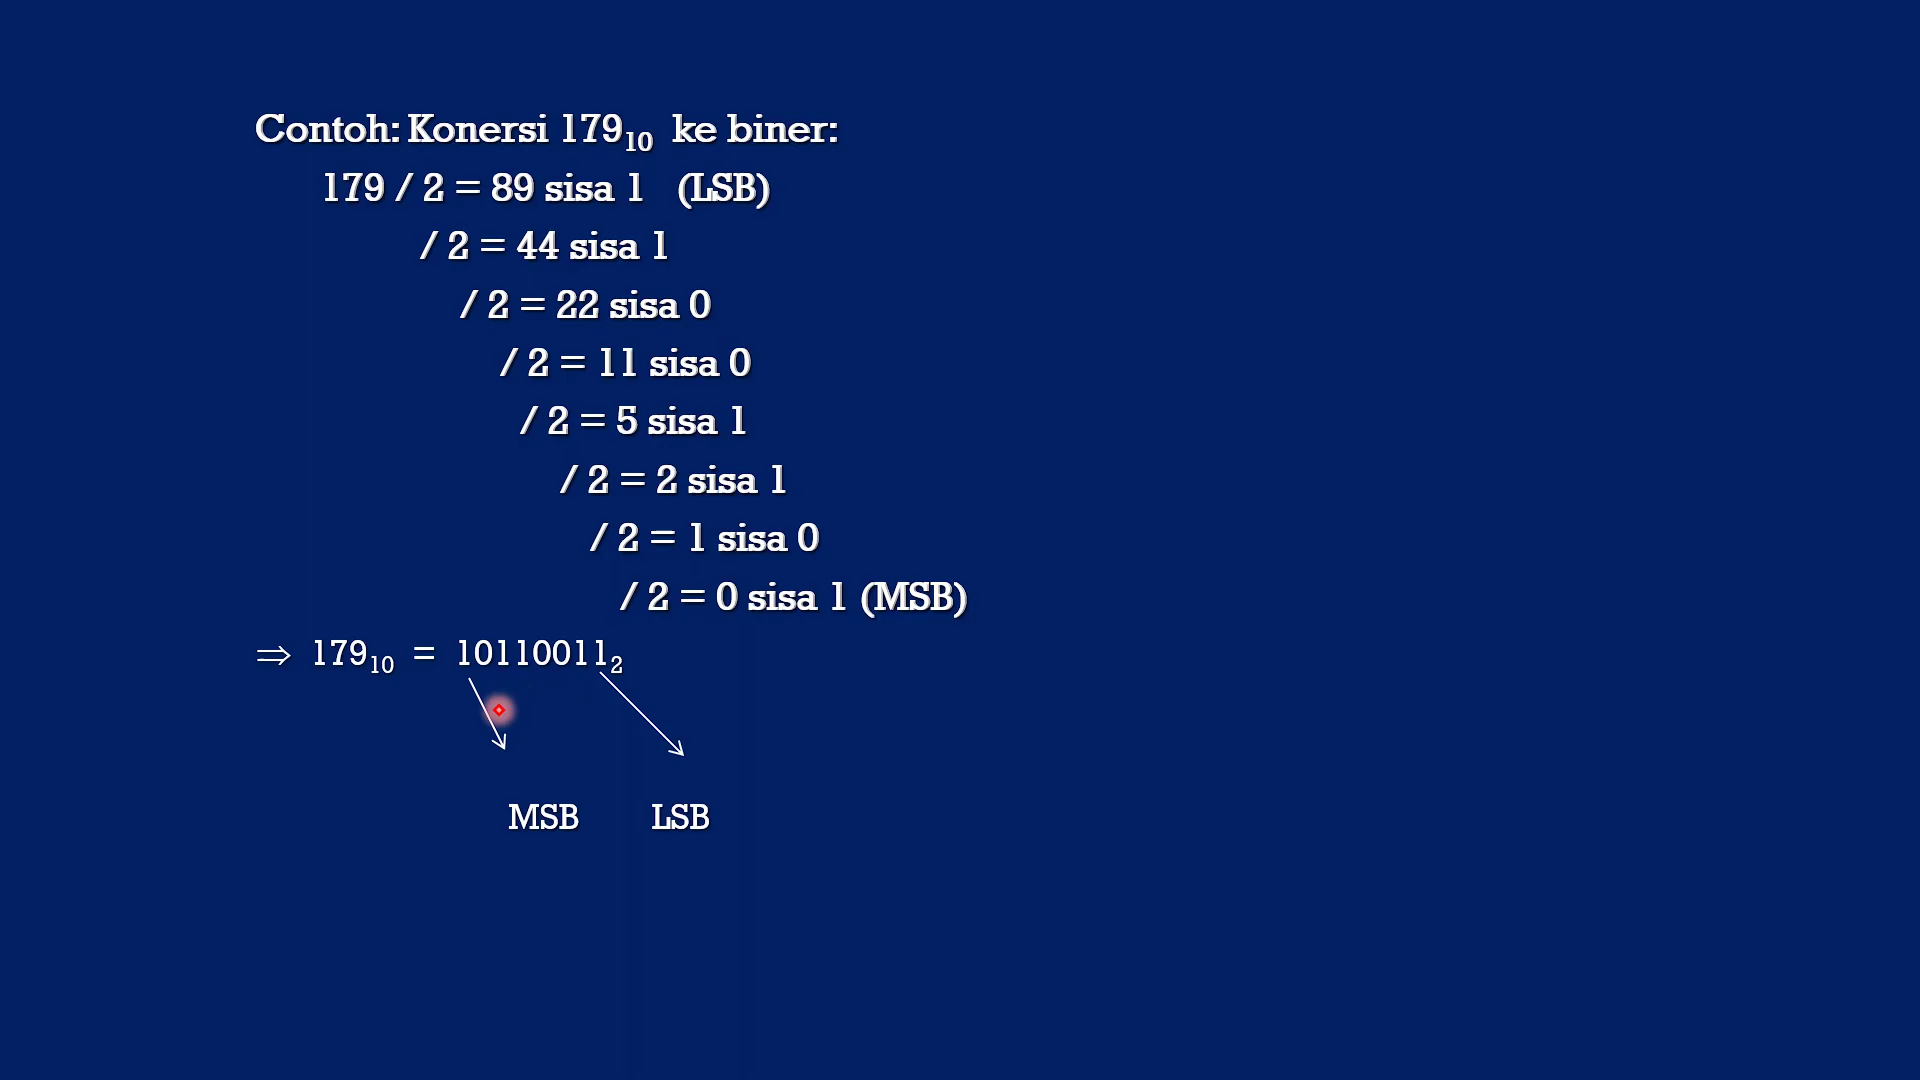 Contoh: Konersi 179₁₀ ke biner:
179 / 2 = 89 sisa 1 (LSB)
/ 2 = 44 sisa 1
/ 2 = 22 sisa 0
/ 2 = 11 sisa 0
/ 2 = 5 sisa 1
/ 2 = 2 sisa 1
/ 2 = 1 sisa 0
/ 2 = 0 sisa 1 (MSB)
⇒ 179₁₀ = 10110011₂
MSB LSB